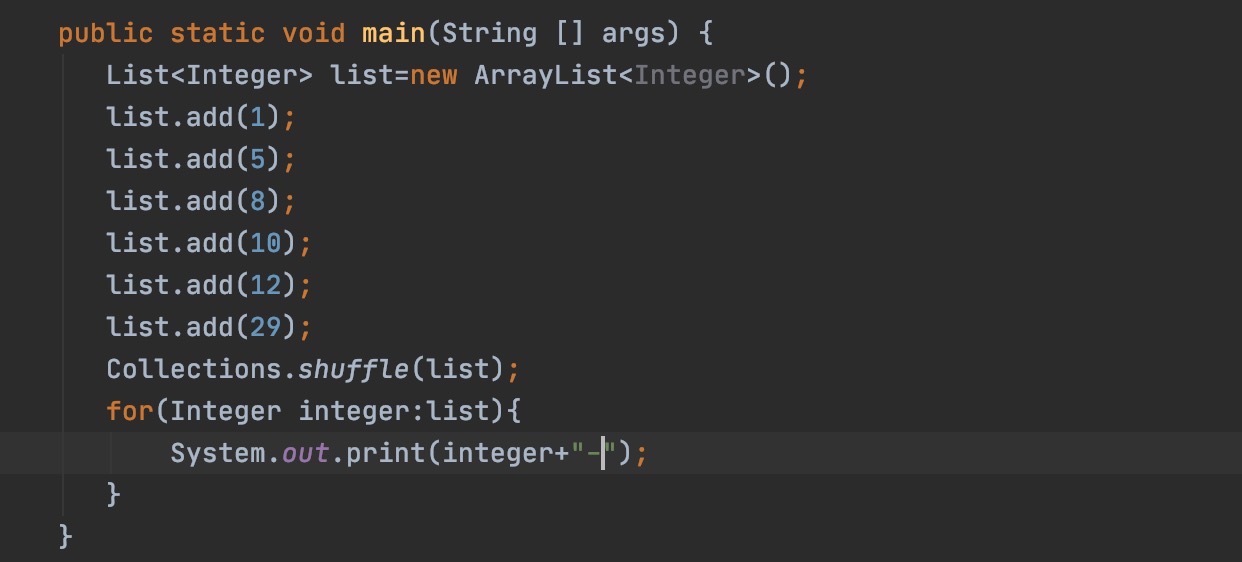 public static void main(String [] args) {
List<Integer> list=new ArrayList<Integer>();
list.add(1);
list.add(5);
list.add(8);
list.add(10);
list.add(12);
list.add(29);
Collections.shuffle(list);
for(Integer integer:list){
System.out.print(integer+"-");
}
}